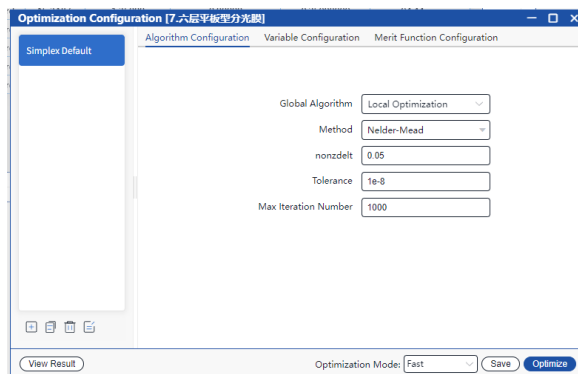 Optimization Configuration [7.六层平板型分光膜]
Simplex Default
Algorithm Configuration Variable Configuration Merit Function Configuration
Global Algorithm Local Optimization
Method Nelder-Mead
nonzdelt 0.05
Tolerance 1e-8
Max Iteration Number 1000
View Result Optimization Mode: Fast Save Optimize